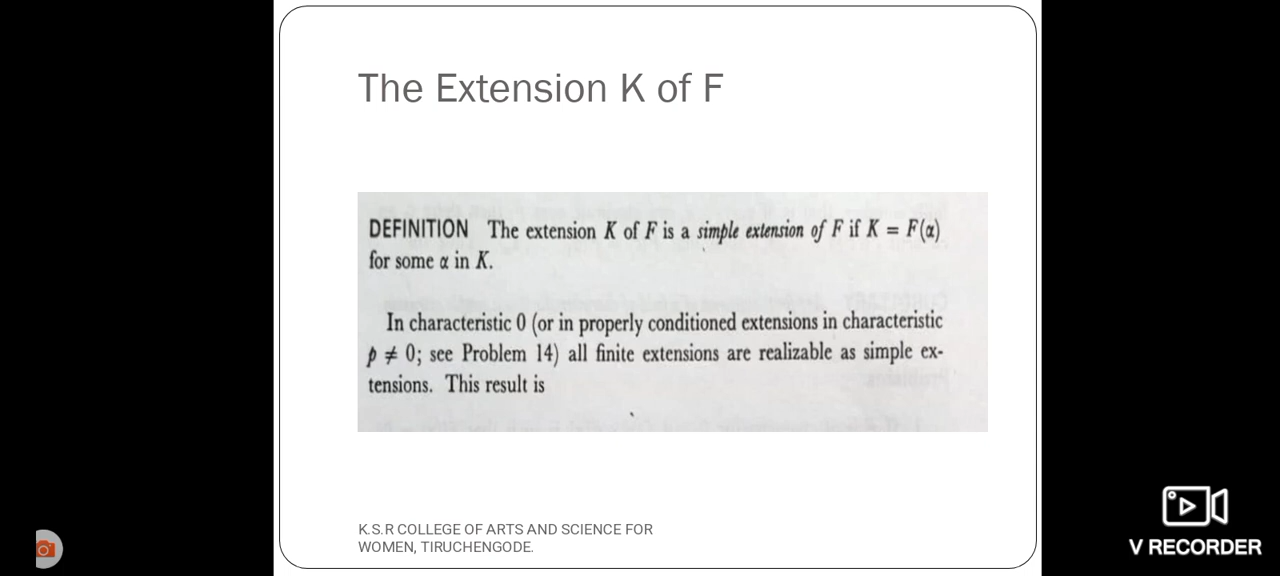 The Extension K of F
DEFINITION The extension K of F is a simple extension of F if K = F(α)
for some α in K.
In characteristic 0 (or in properly conditioned extensions in characteristic
p ≠ 0; see Problem 14) all finite extensions are realizable as simple ex-
tensions. This result is
K.S.R COLLEGE OF ARTS AND SCIENCE FOR
WOMEN, TIRUCHENGODE.
V RECORDER